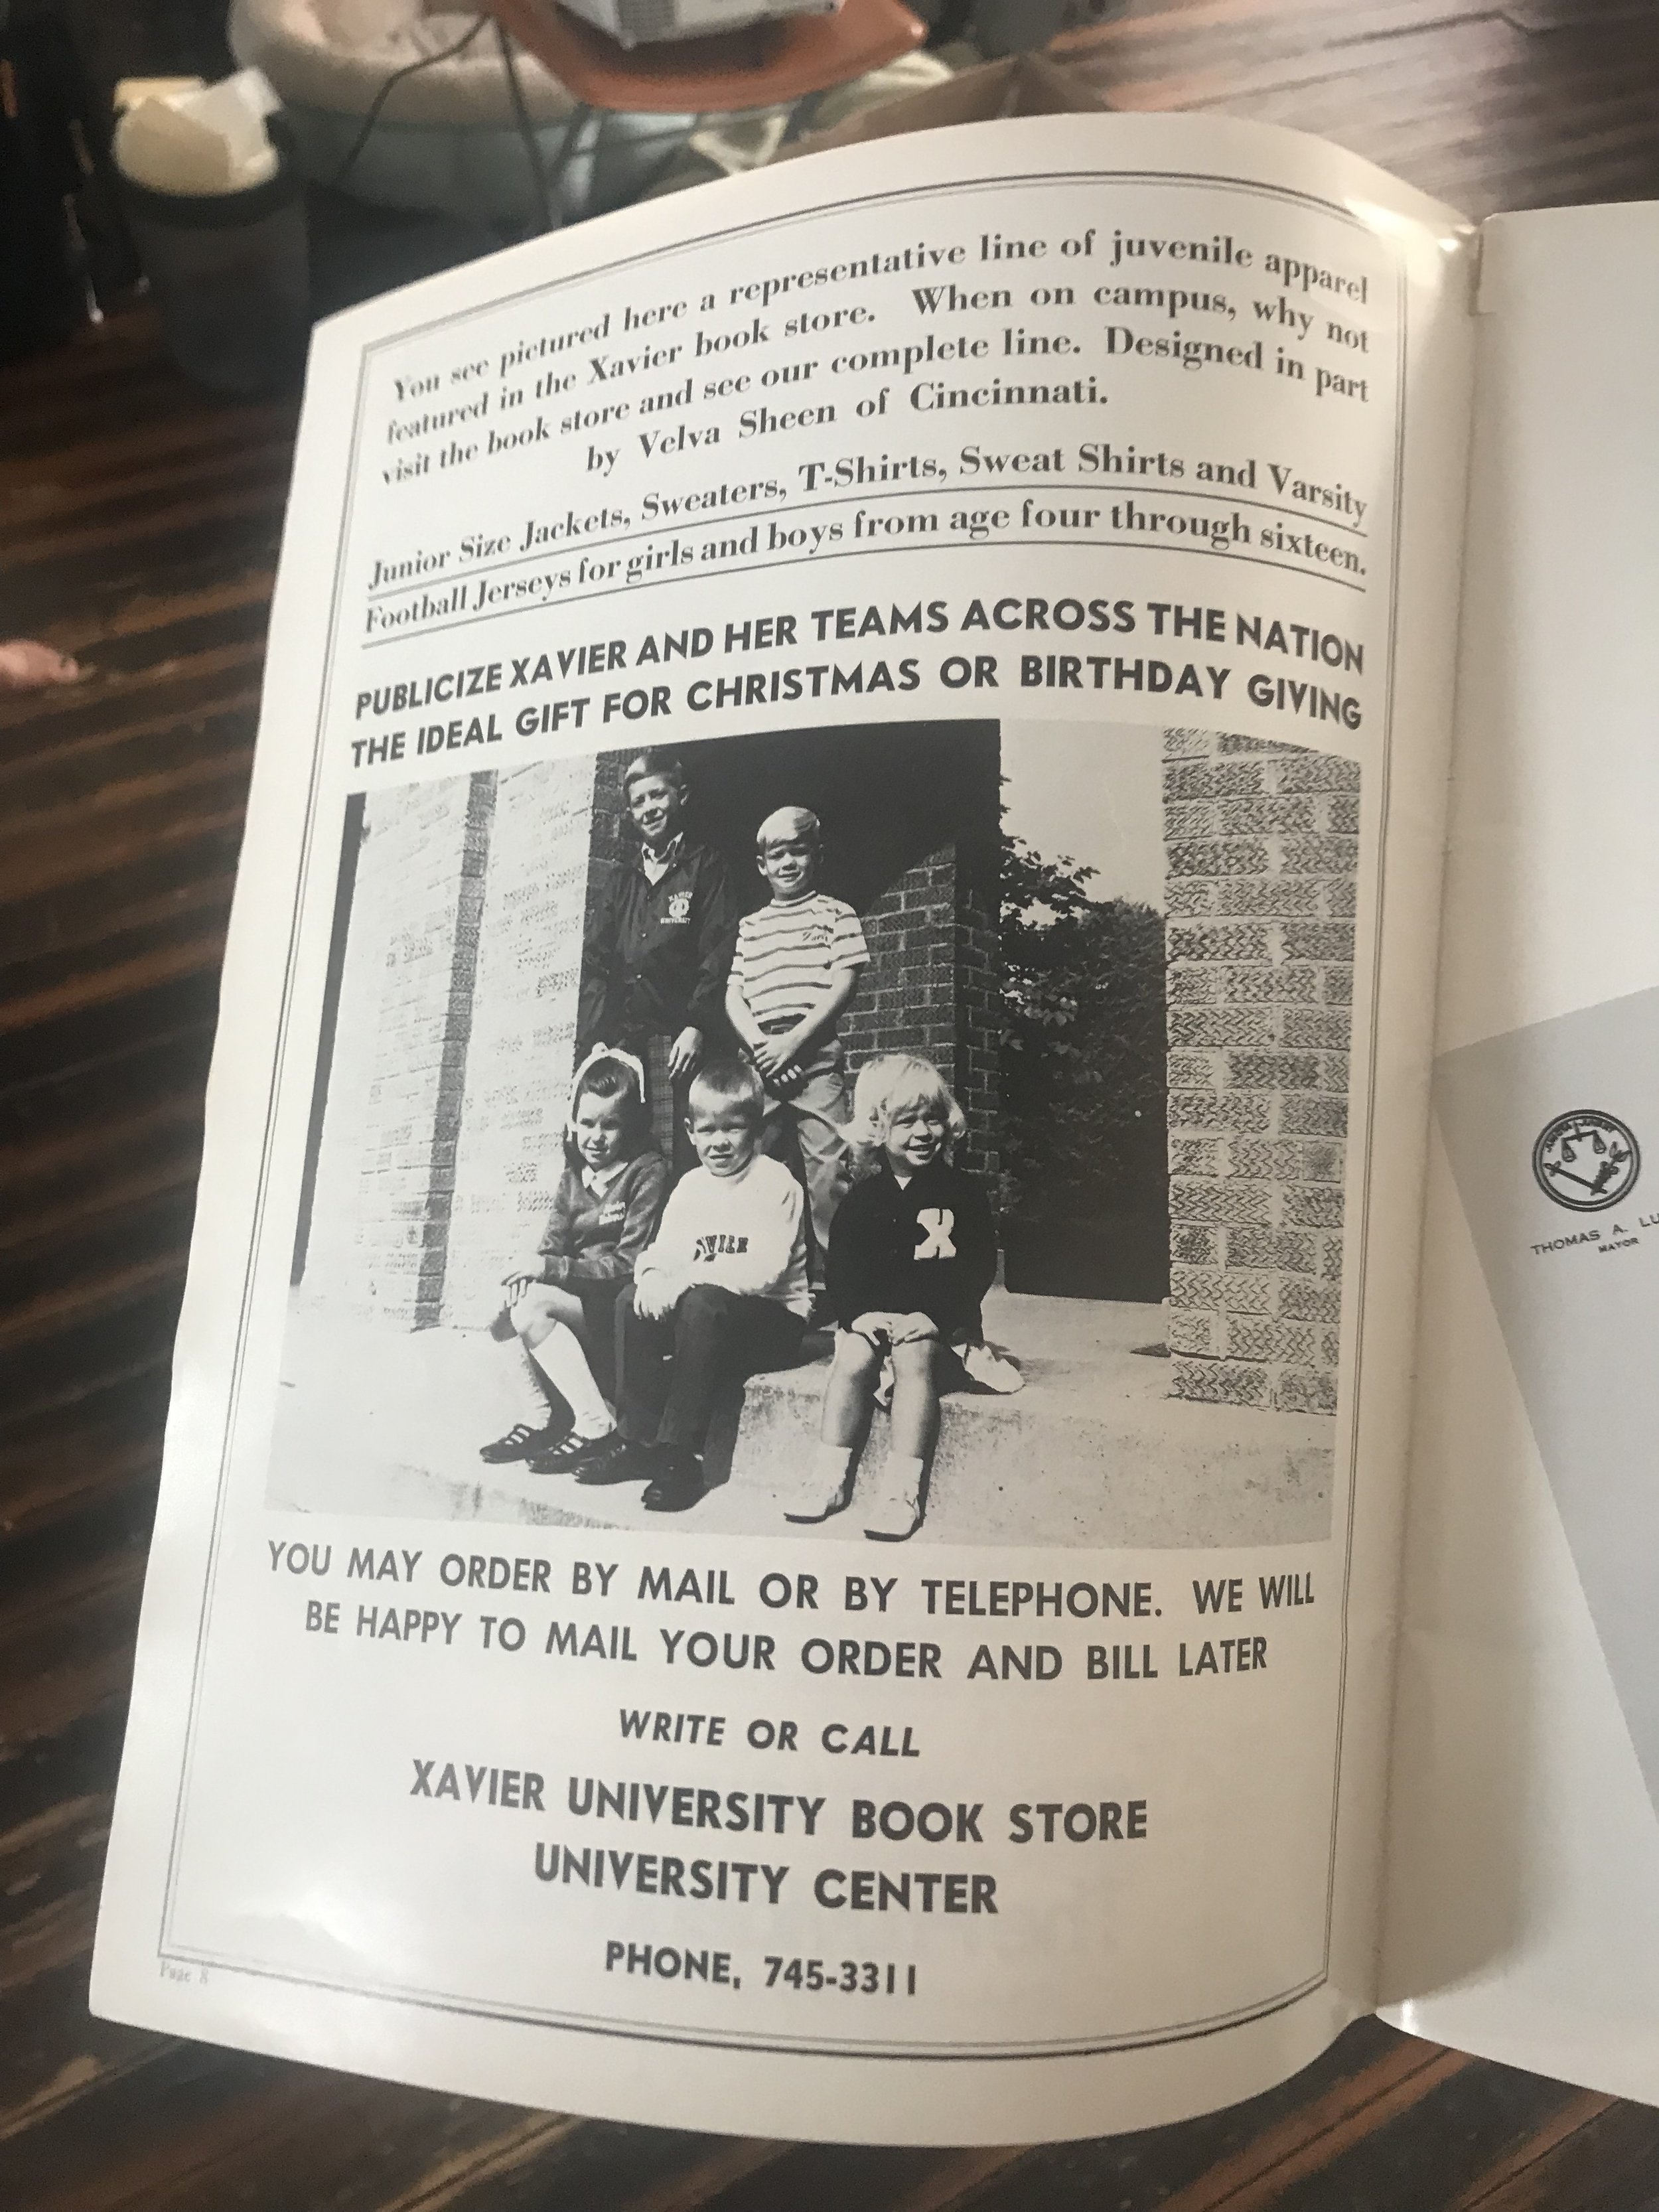 You see pictured here a representative line of juvenile apparel
featured in the Xavier book store. When on campus, why not
visit the book store and see our complete line. Designed in part
by Velva Sheen of Cincinnati.
Junior Size Jackets, Sweaters, T-Shirts, Sweat Shirts and Varsity
Football Jerseys for girls and boys from age four through sixteen.
PUBLICIZE XAVIER AND HER TEAMS ACROSS THE NATION
THE IDEAL GIFT FOR CHRISTMAS OR BIRTHDAY GIVING
XAVIER
UNIVERSITY
XAVIER
X
YOU MAY ORDER BY MAIL OR BY TELEPHONE. WE WILL
BE HAPPY TO MAIL YOUR ORDER AND BILL LATER
WRITE OR CALL
XAVIER UNIVERSITY BOOK STORE
UNIVERSITY CENTER
PHONE, 745-3311
Page 8
THOMAS A. LU
MAYOR